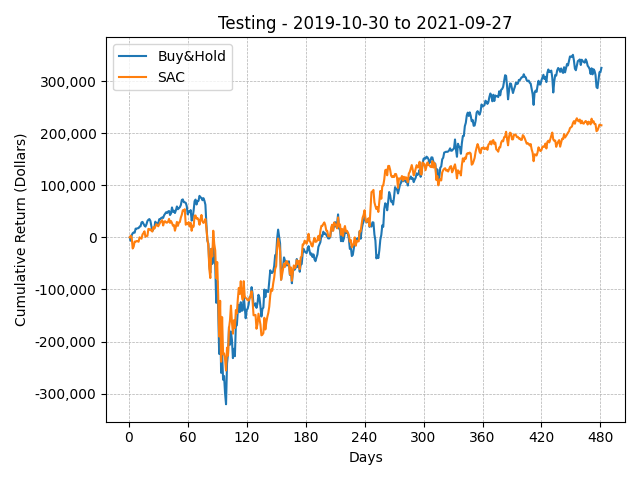 Testing - 2019-10-30 to 2021-09-27
Buy&Hold
SAC
Cumulative Return (Dollars)
300,000
200,000
100,000
0
-100,000
-200,000
-300,000
0 60 120 180 240 300 360 420 480
Days